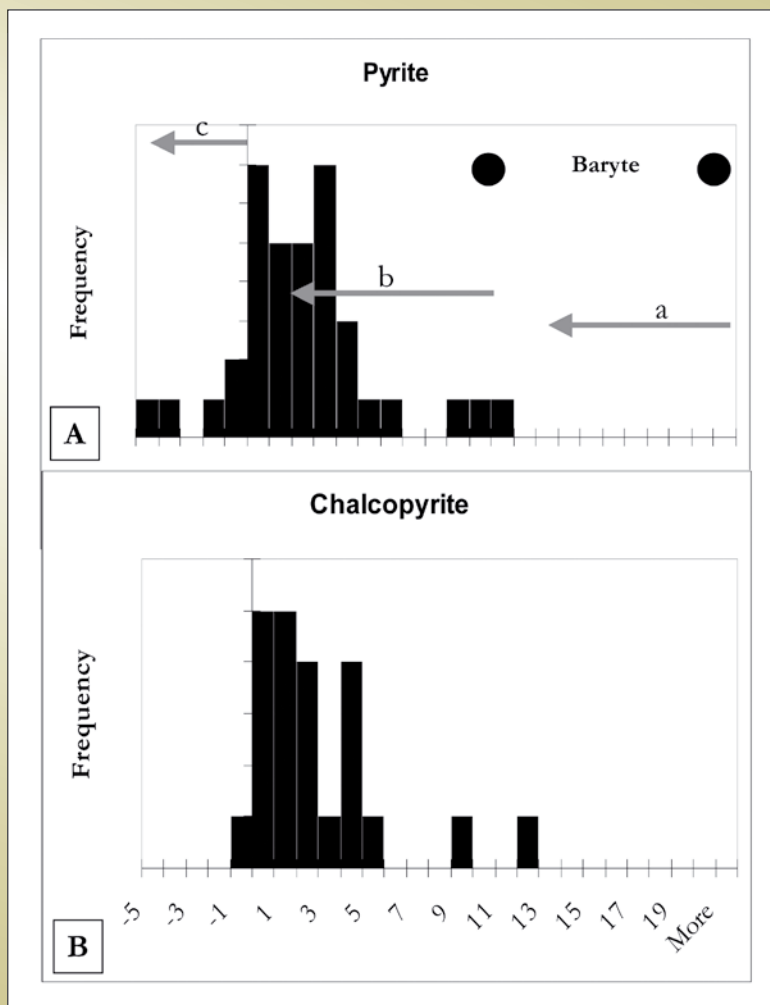 Pyrite
c
Baryte
b
a
Frequency
A
Chalcopyrite
Frequency
-5 -3 -1 1 3 5 7 9 11 13 15 17 19 More
B